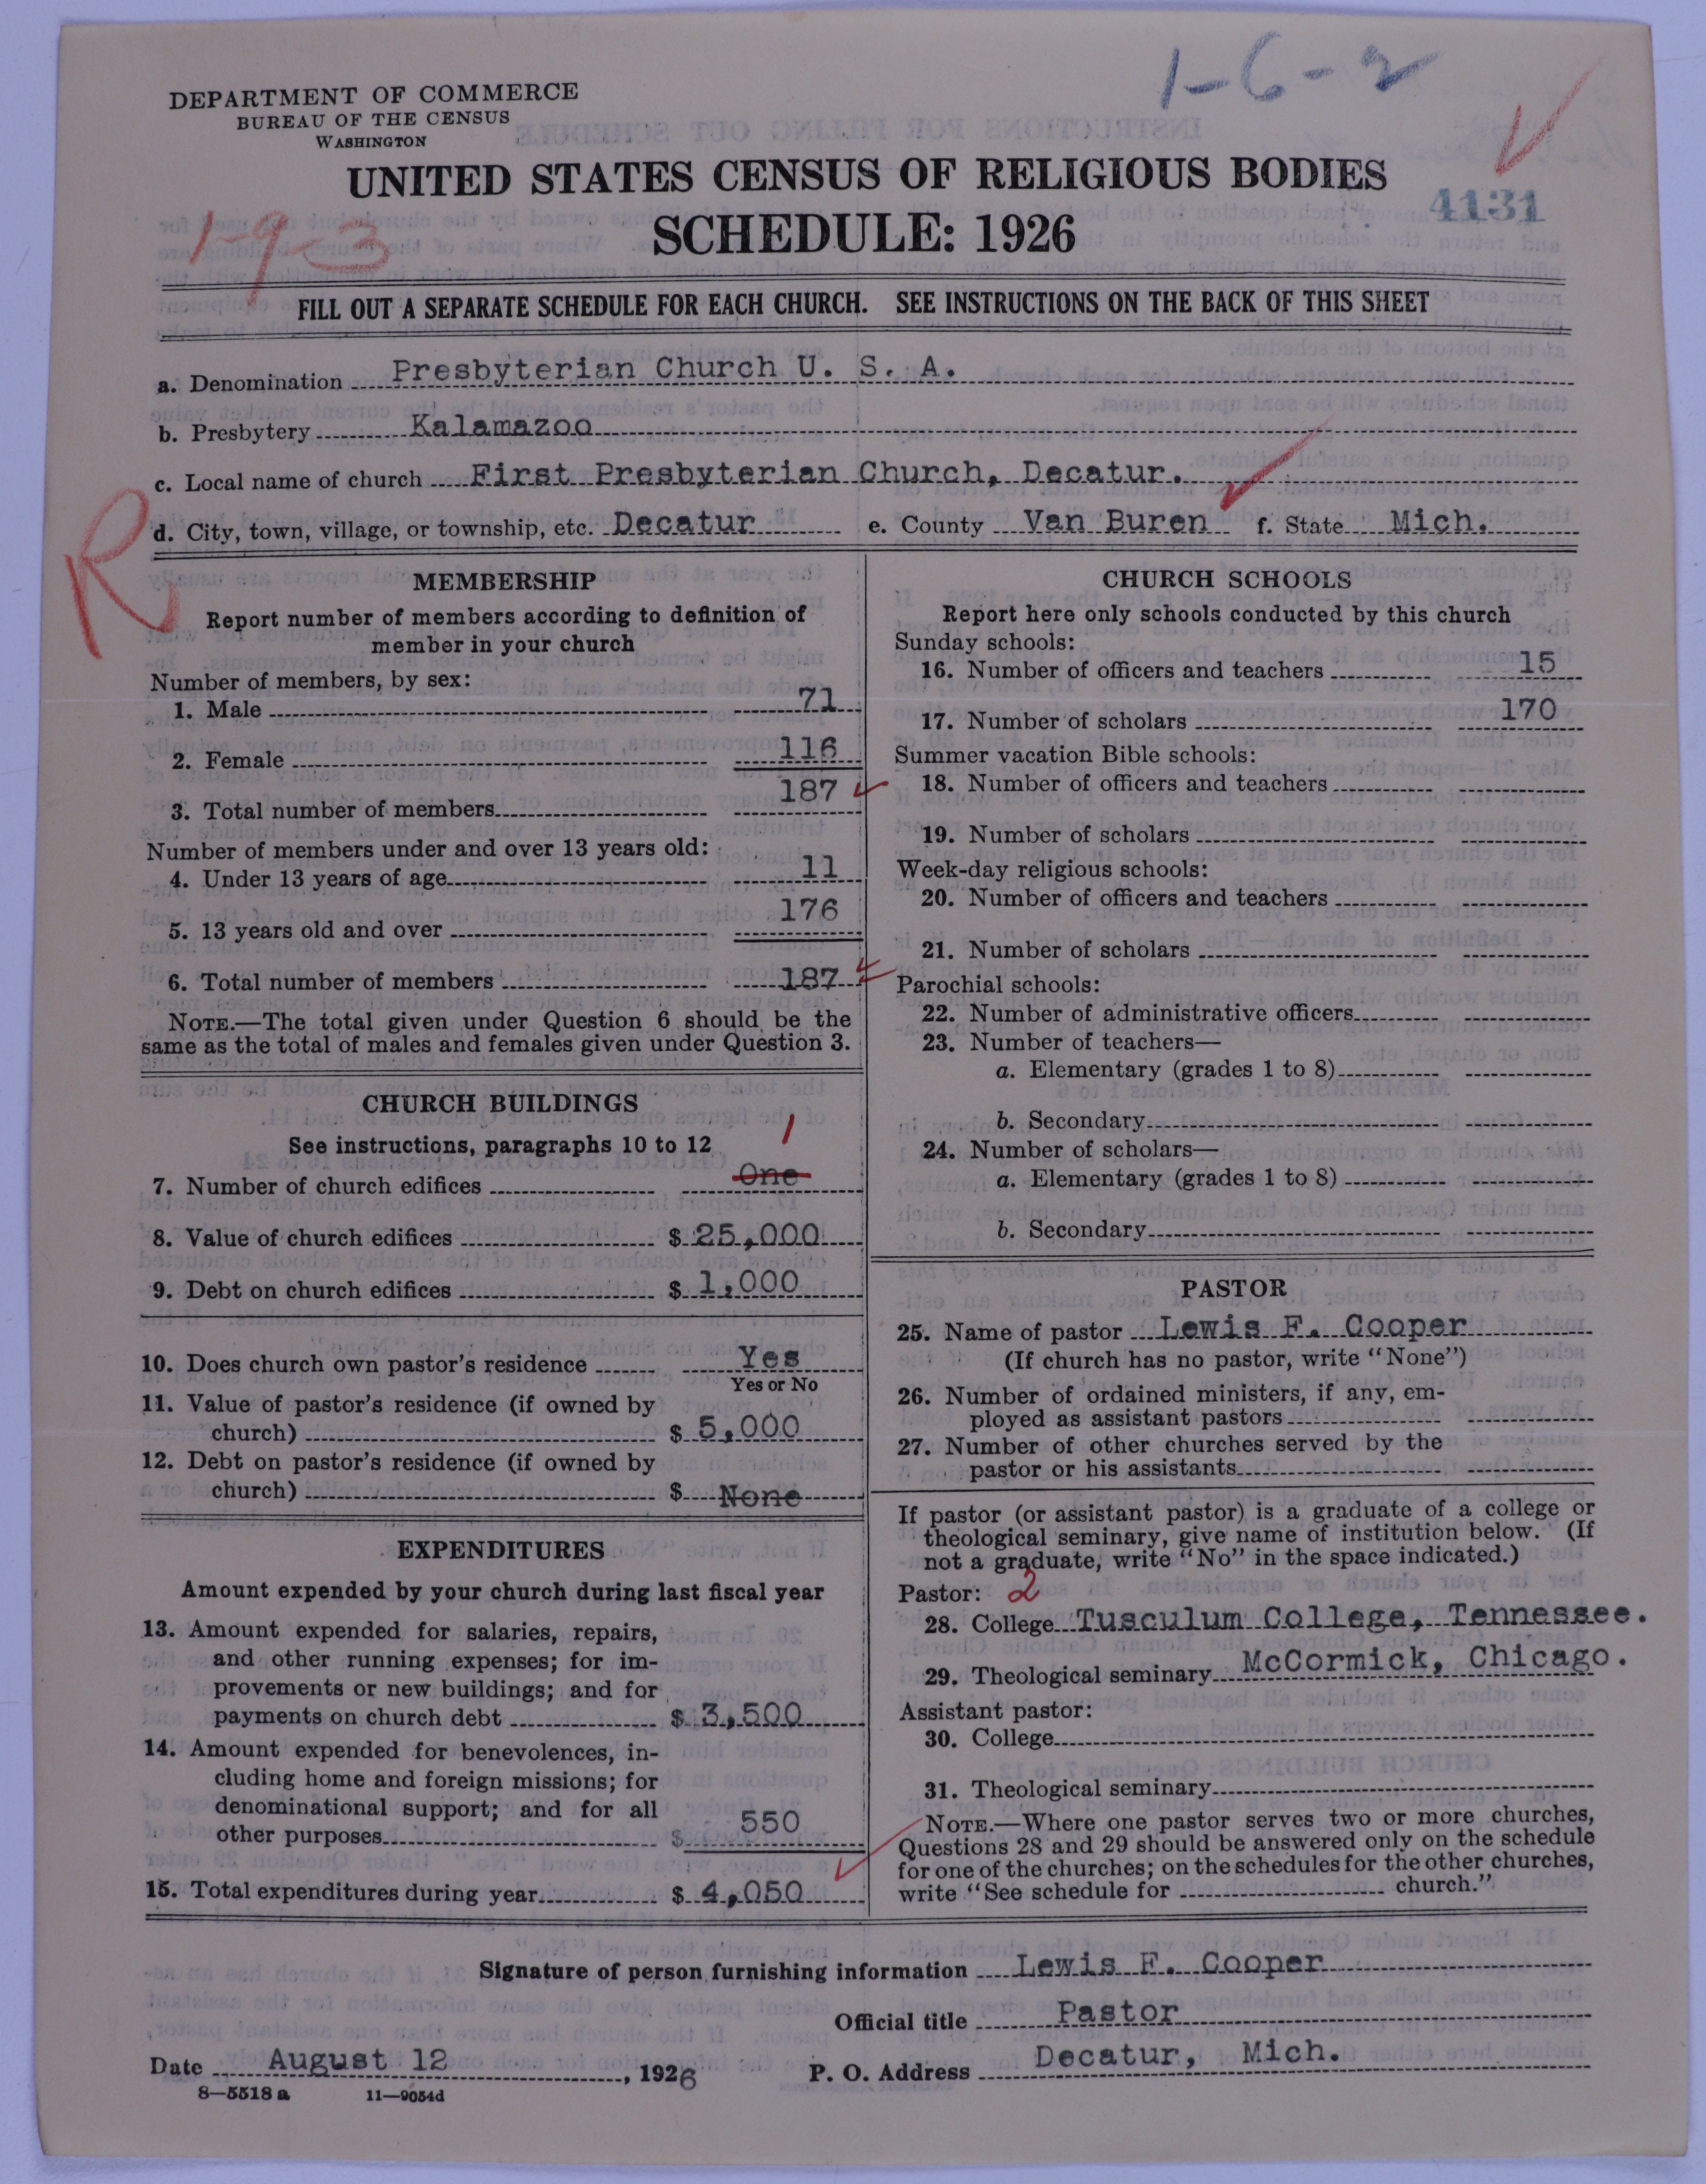 1-6-2
DEPARTMENT OF COMMERCE
BUREAU OF THE CENSUS
WASHINGTON
UNITED STATES CENSUS OF RELIGIOUS BODIES
4131
1-9-3
SCHEDULE: 1926
FILL OUT A SEPARATE SCHEDULE FOR EACH CHURCH. SEE INSTRUCTIONS ON THE BACK OF THIS SHEET
a. Denomination Presbyterian Church U. S. A.
b. Presbytery Kalamazoo
c. Local name of church First Presbyterian Church, Decatur.
R
d. City, town, village, or township, etc. Decatur e. County Van Buren f. State Mich.
MEMBERSHIP
Report number of members according to definition of
member in your church
Number of members, by sex:
1. Male 71
2. Female 116
3. Total number of members 187
Number of members under and over 13 years old:
4. Under 13 years of age 11
5. 13 years old and over 176
6. Total number of members 187
NOTE.—The total given under Question 6 should be the
same as the total of males and females given under Question 3.
CHURCH BUILDINGS
See instructions, paragraphs 10 to 12
1
7. Number of church edifices One
8. Value of church edifices $ 25,000
9. Debt on church edifices $ 1,000
10. Does church own pastor's residence Yes
Yes or No
11. Value of pastor's residence (if owned by
church) $ 5,000
12. Debt on pastor's residence (if owned by
church) $ None
EXPENDITURES
Amount expended by your church during last fiscal year
13. Amount expended for salaries, repairs,
and other running expenses; for im-
provements or new buildings; and for
payments on church debt $ 3,500
14. Amount expended for benevolences, in-
cluding home and foreign missions; for
denominational support; and for all
other purposes $ 550
15. Total expenditures during year $ 4,050
CHURCH SCHOOLS
Report here only schools conducted by this church
Sunday schools:
16. Number of officers and teachers 15
17. Number of scholars 170
Summer vacation Bible schools:
18. Number of officers and teachers
19. Number of scholars
Week-day religious schools:
20. Number of officers and teachers
21. Number of scholars
Parochial schools:
22. Number of administrative officers
23. Number of teachers—
a. Elementary (grades 1 to 8)
b. Secondary
24. Number of scholars—
a. Elementary (grades 1 to 8)
b. Secondary
PASTOR
25. Name of pastor Lewis F. Cooper
(If church has no pastor, write "None")
26. Number of ordained ministers, if any, em-
ployed as assistant pastors
27. Number of other churches served by the
pastor or his assistants
If pastor (or assistant pastor) is a graduate of a college or
theological seminary, give name of institution below. (If
not a graduate, write "No" in the space indicated.)
Pastor: 2
28. College Tusculum College, Tennessee.
29. Theological seminary McCormick, Chicago.
Assistant pastor:
30. College
31. Theological seminary
NOTE.—Where one pastor serves two or more churches,
Questions 28 and 29 should be answered only on the schedule
for one of the churches; on the schedules for the other churches,
write "See schedule for church."
Signature of person furnishing information Lewis F. Cooper
Official title Pastor
Date August 12, 1926 P. O. Address Decatur, Mich.
8—5518 a 11—9054d